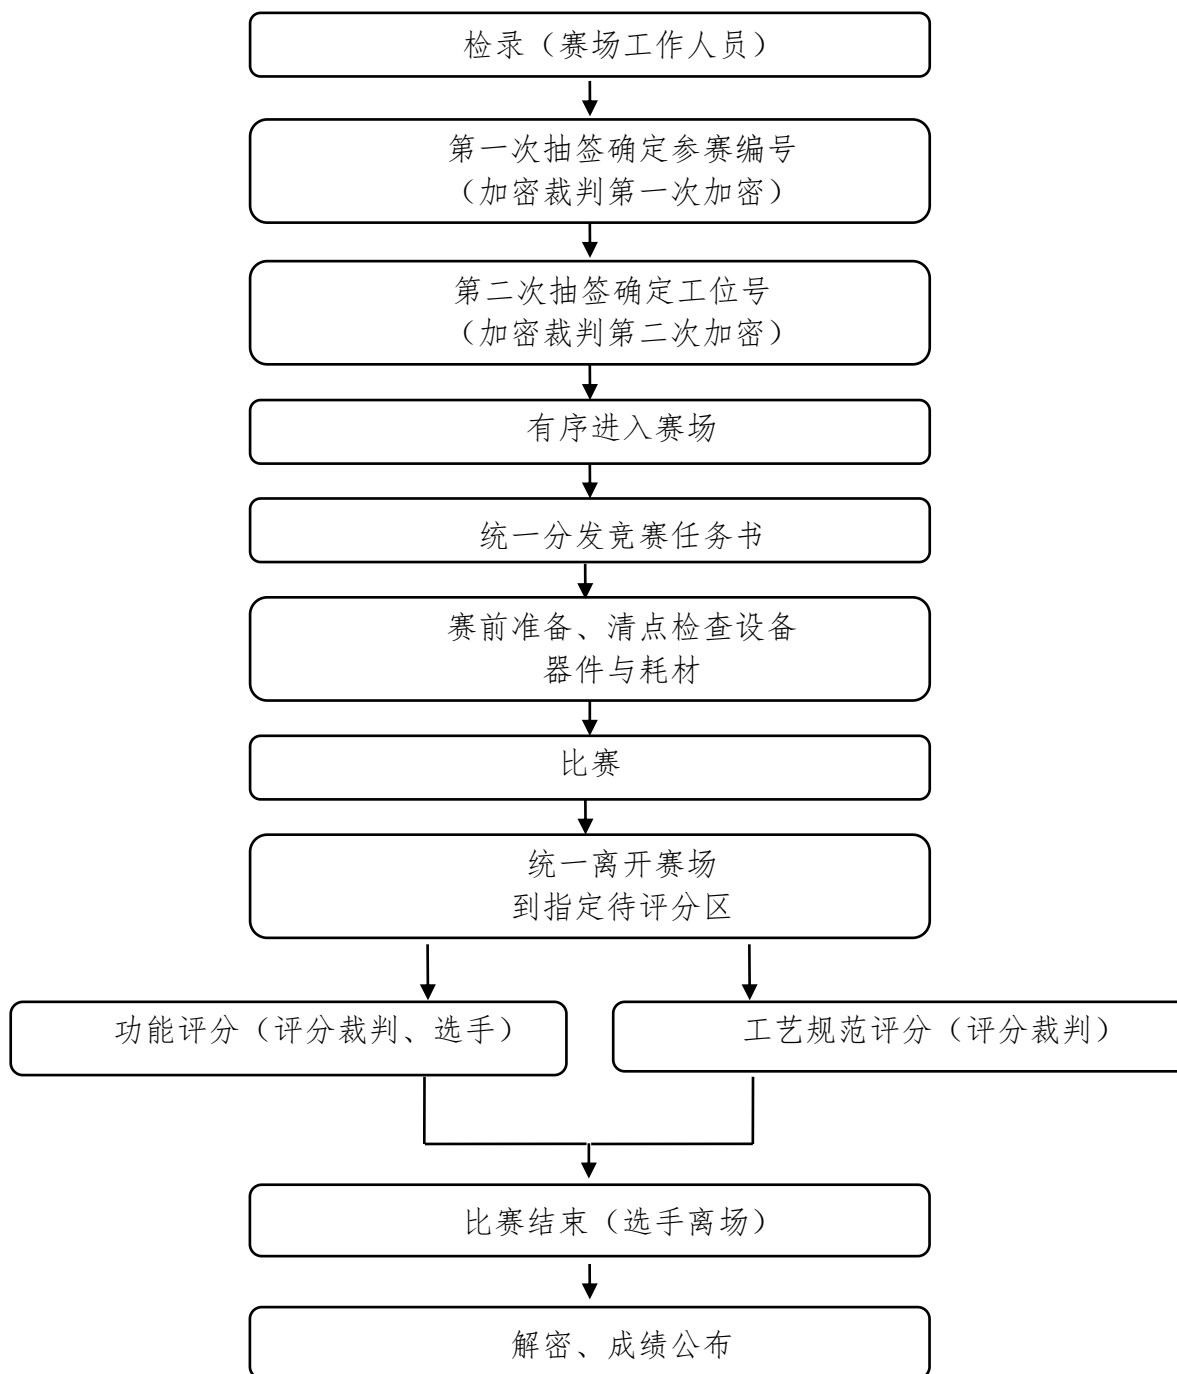 检录（赛场工作人员）
第一次抽签确定参赛编号
（加密裁判第一次加密）
第二次抽签确定工位号
（加密裁判第二次加密）
有序进入赛场
统一分发竞赛任务书
赛前准备、清点检查设备
器件与耗材
比赛
统一离开赛场
到指定待评分区
功能评分（评分裁判、选手）
工艺规范评分（评分裁判）
比赛结束（选手离场）
解密、成绩公布